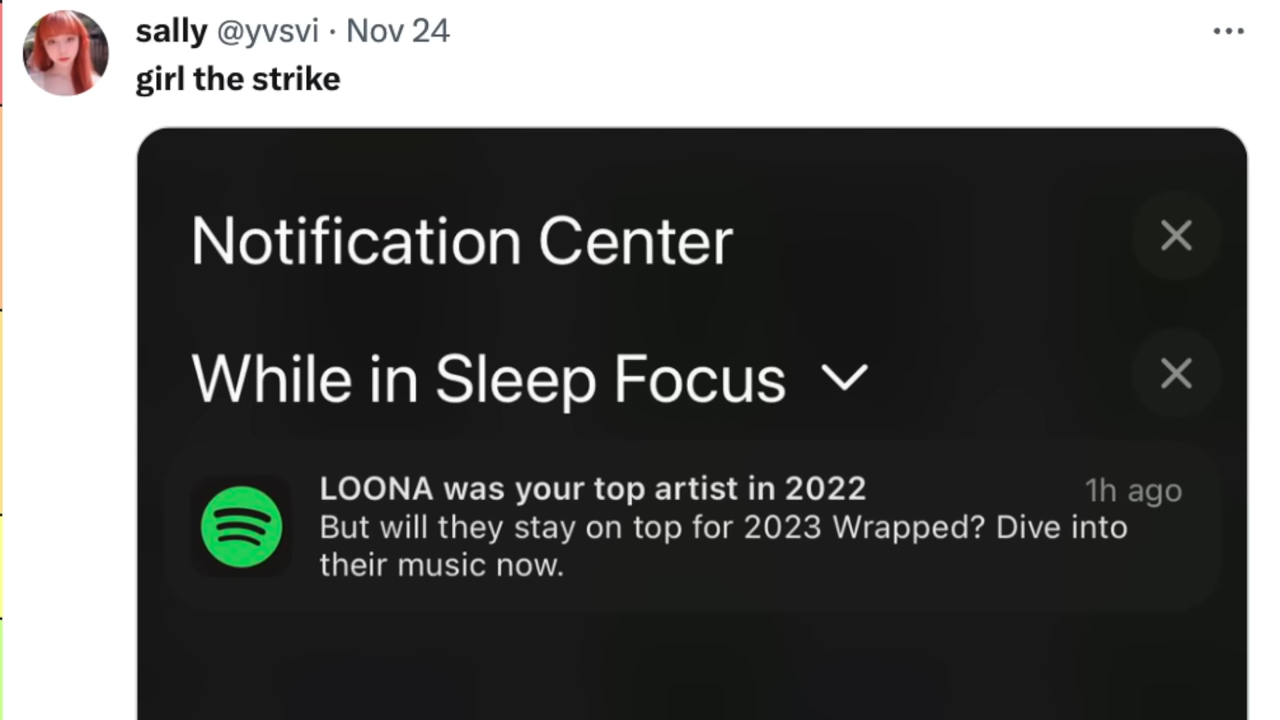 sally @yvsvi · Nov 24
girl the strike
Notification Center
While in Sleep Focus
LOONA was your top artist in 2022
1h ago
But will they stay on top for 2023 Wrapped? Dive into
their music now.